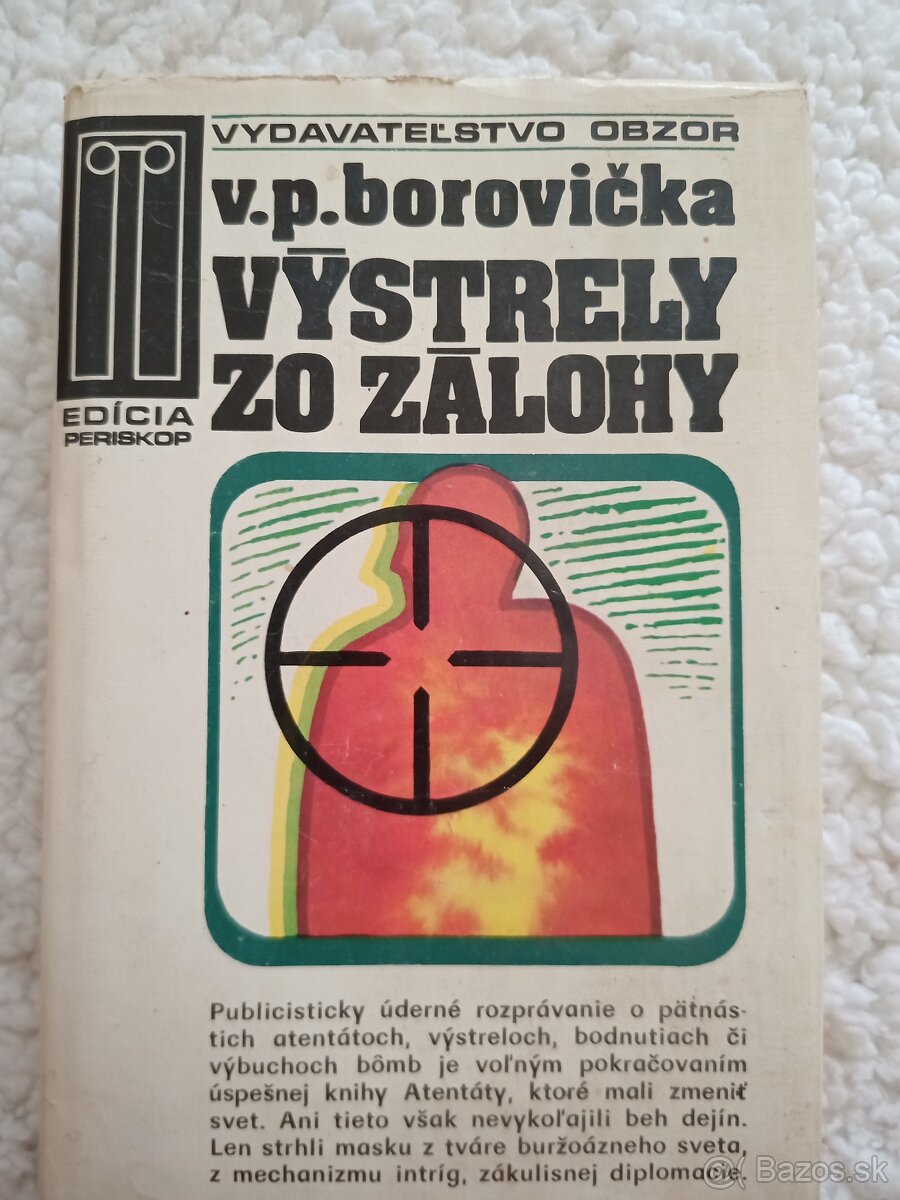 VYDAVATEĽSTVO OBZOR
v.p.borovička
VÝSTRELY
ZO ZÁLOHY
EDÍCIA
PERISKOP
Publicisticky úderné rozprávanie o pätnás-
tich atentátoch, výstreloch, bodnutiach či
výbuchoch bômb je voľným pokračovaním
úspešnej knihy Atentáty, ktoré mali zmeniť
svet. Ani tieto však nevykoľajili beh dejín.
Len strhli masku z tváre buržoázneho sveta,
z mechanizmu intríg, zákulisnej diplomacie.
Bazos.sk